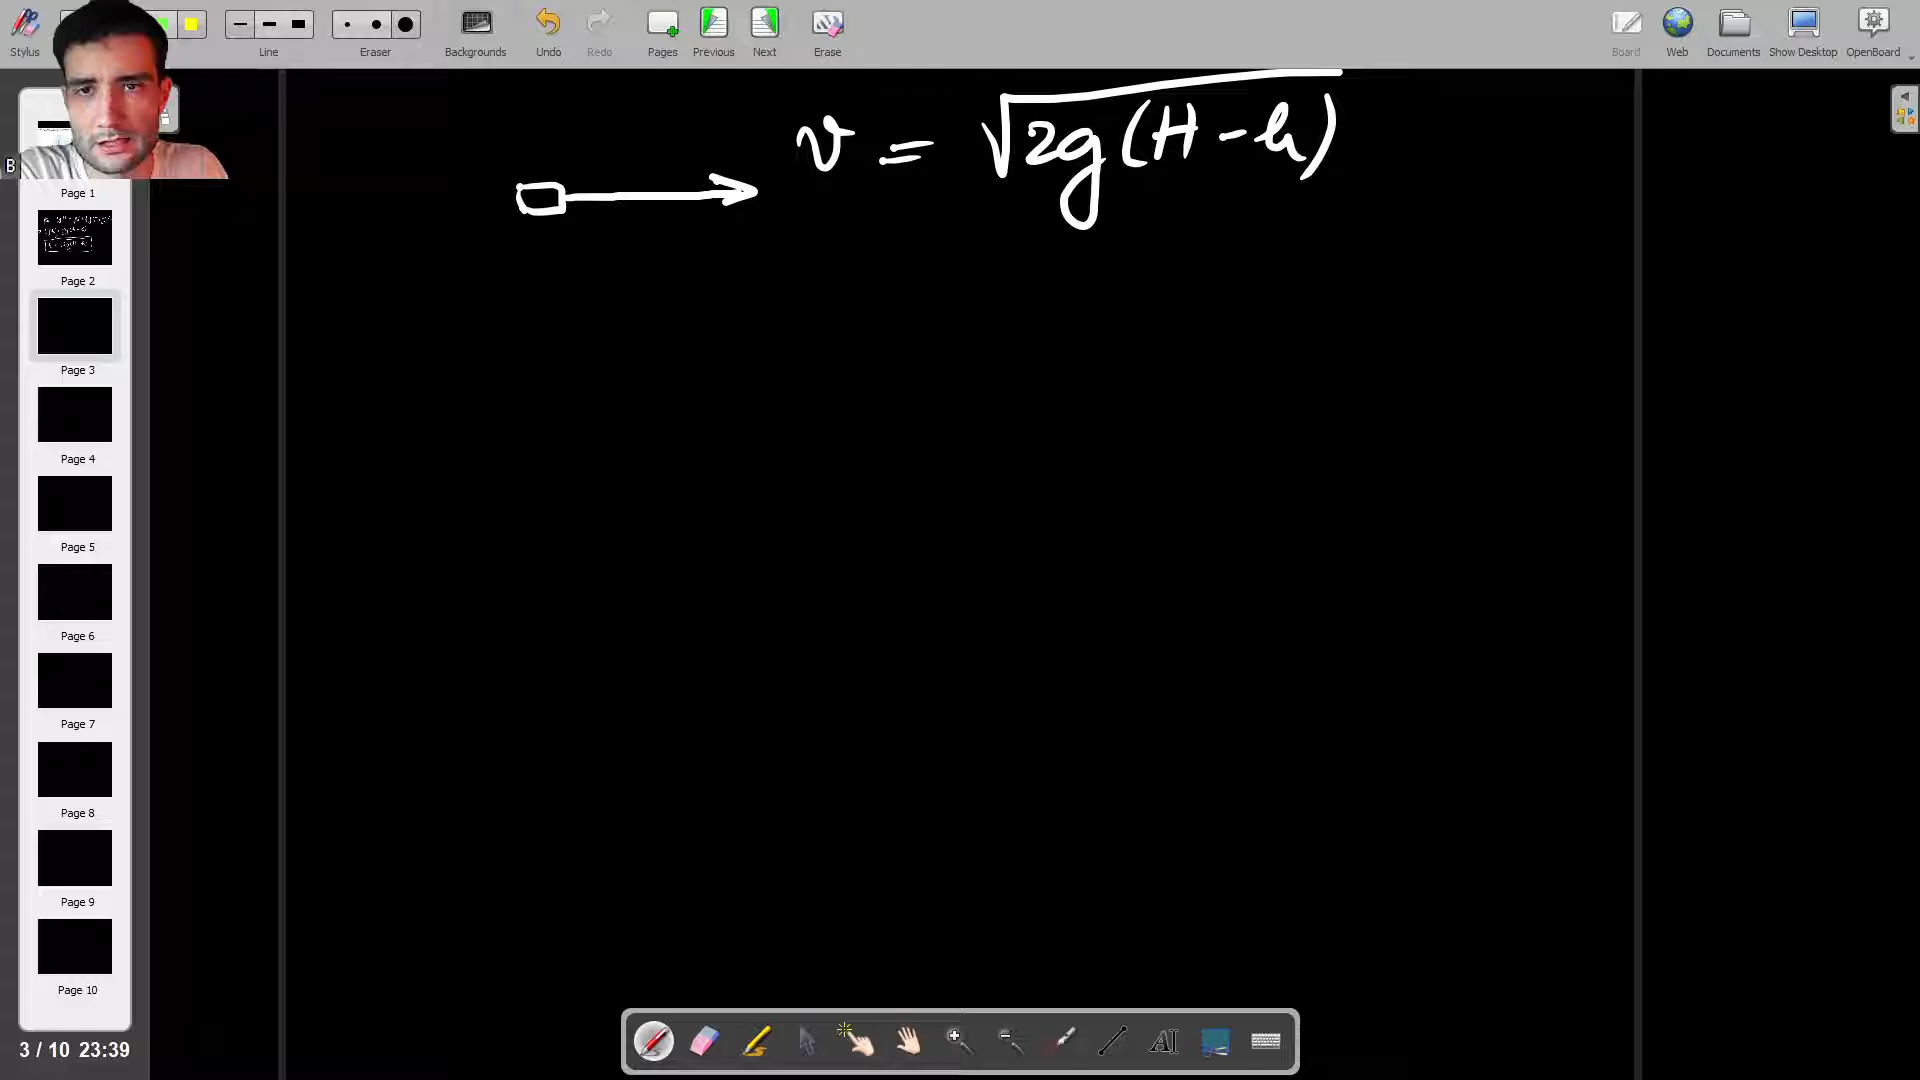 Stylus
Line
Eraser
Backgrounds
Undo
Redo
Pages
Previous
Next
Erase
Board
Web
Documents
Show Desktop
OpenBoard
v = √2g(H-h)
B
Page 1
Page 2
Page 3
Page 4
Page 5
Page 6
Page 7
Page 8
Page 9
Page 10
3 / 10 23:39
AI